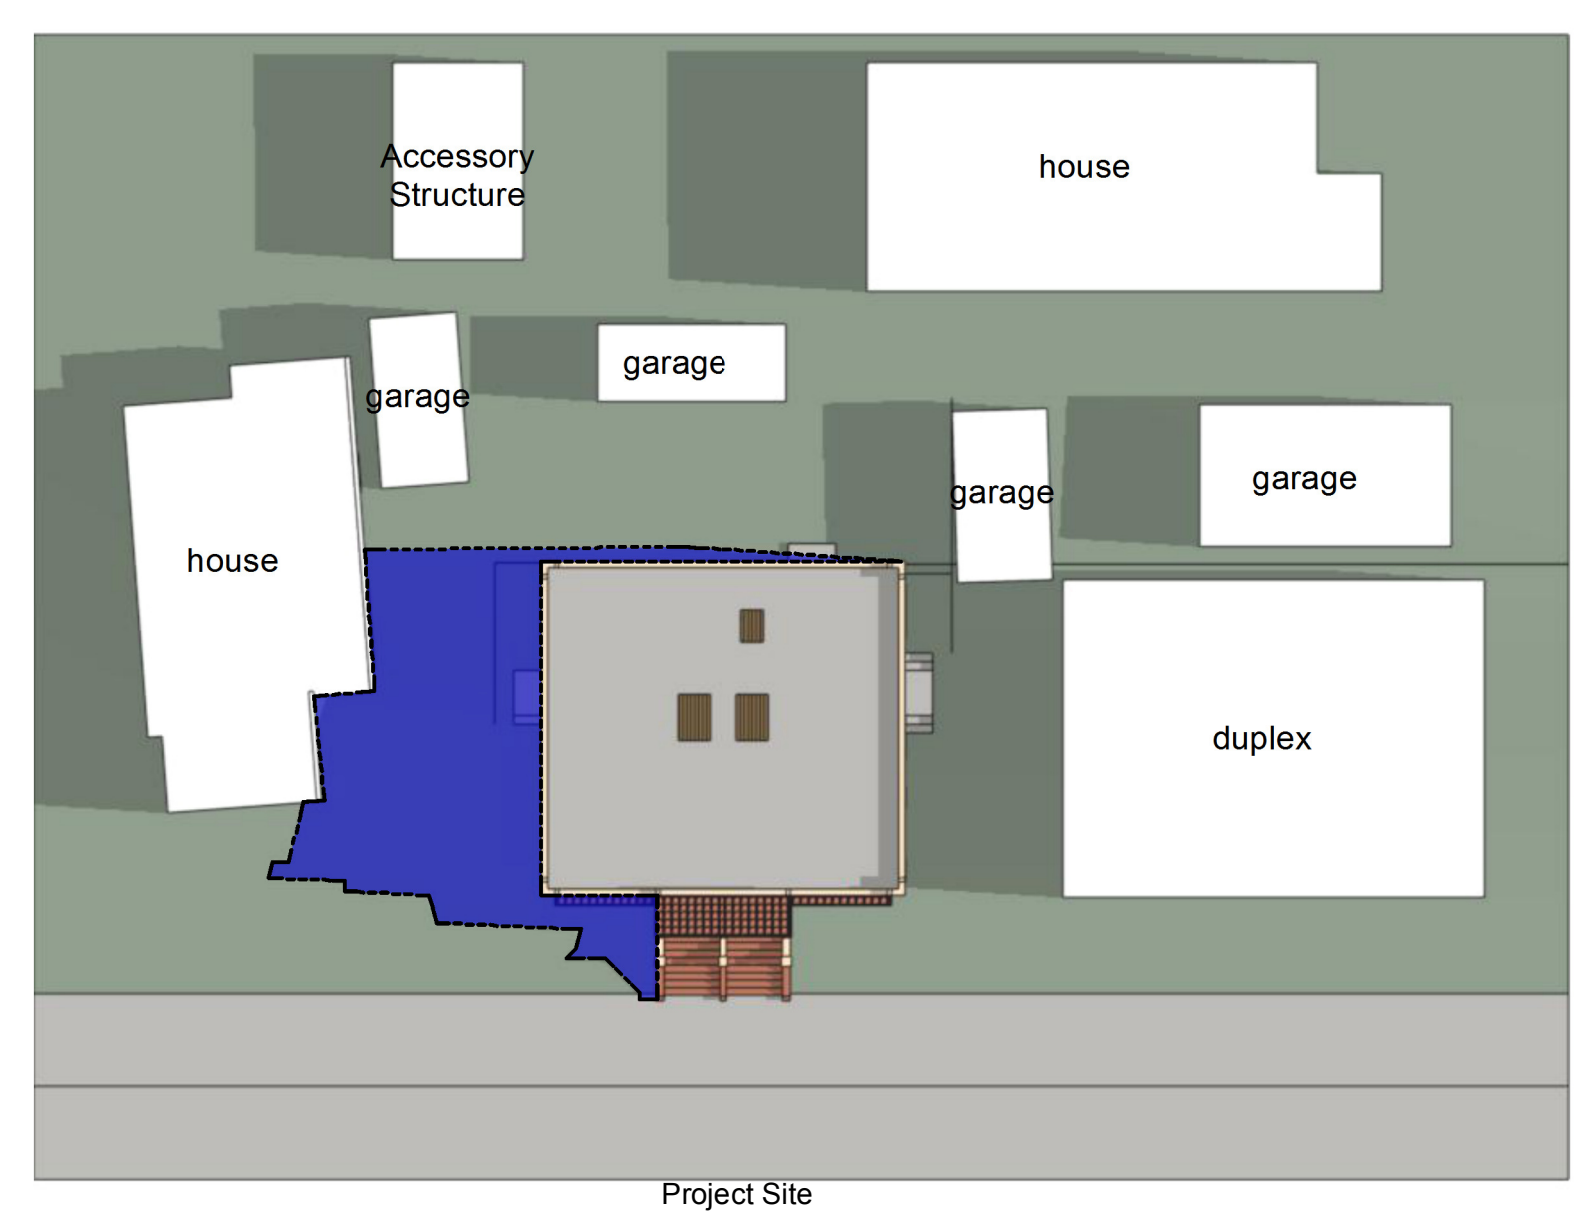 Accessory
Structure
house
garage
garage
garage
garage
house
duplex
Project Site